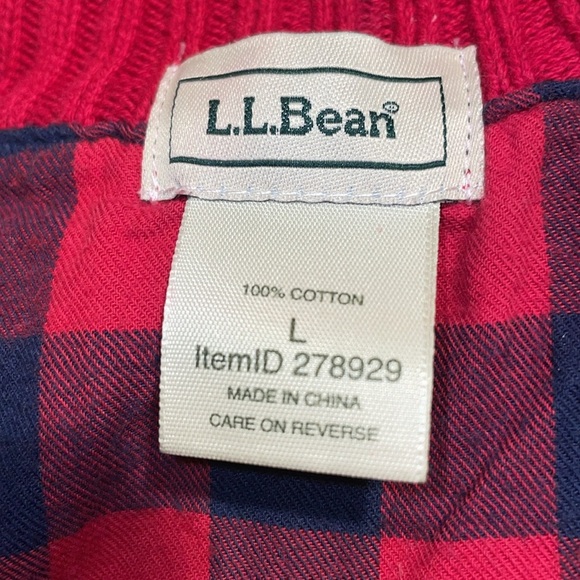 L.L.Bean®
100% COTTON
L
ItemID 278929
MADE IN CHINA
CARE ON REVERSE